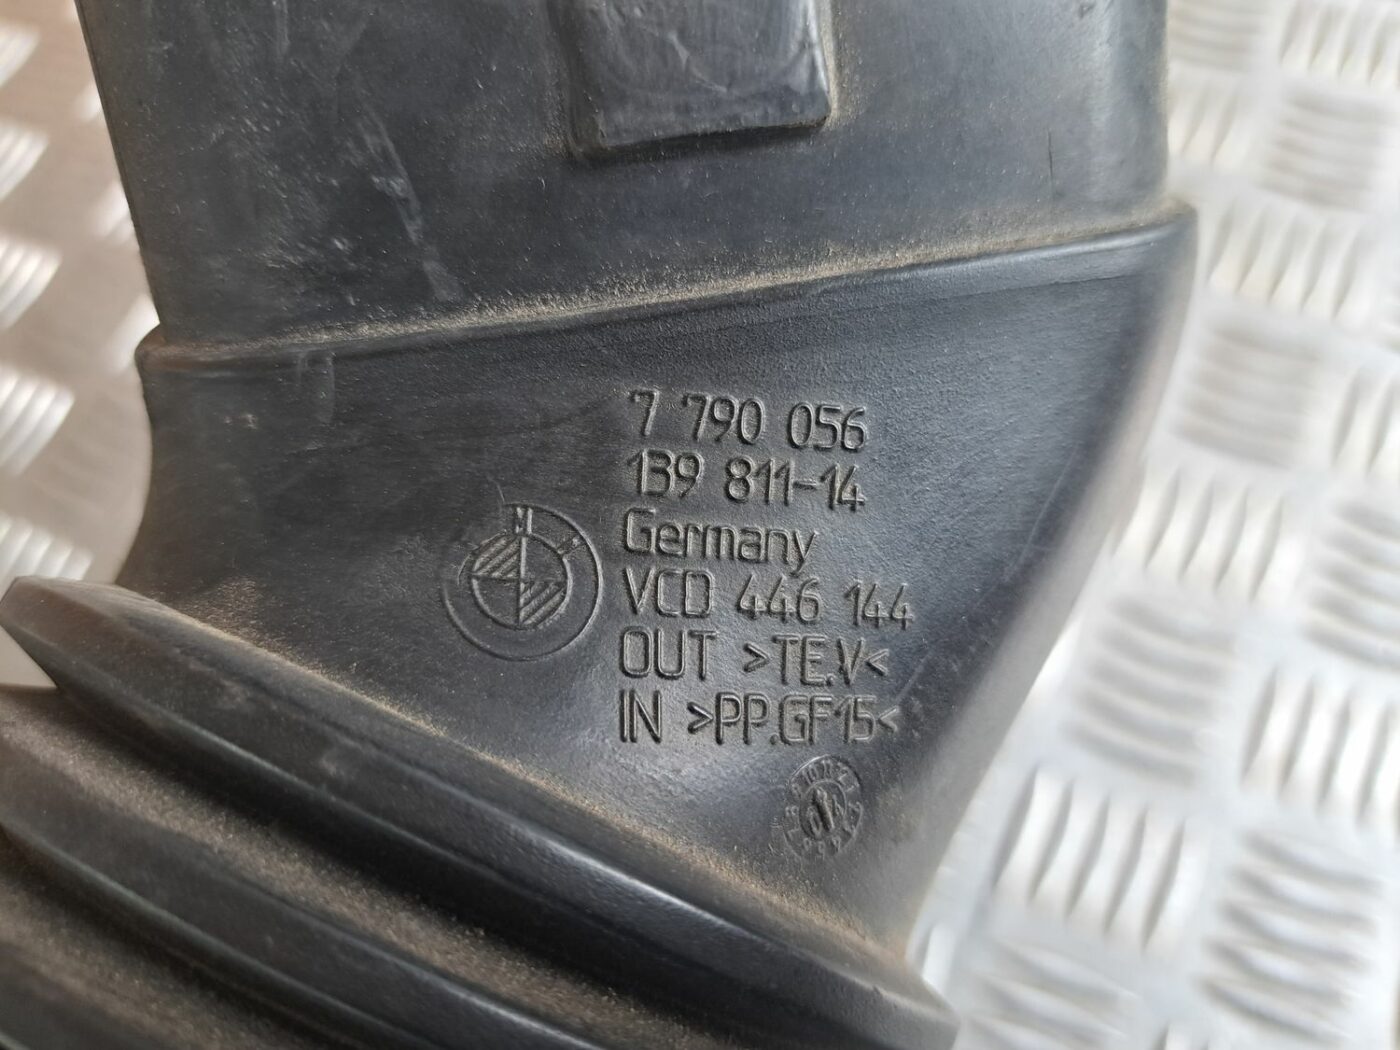 7 790 056
139 811-14
Germany
VCD 446 144
OUT >TE.V<
IN >PP.GF15<